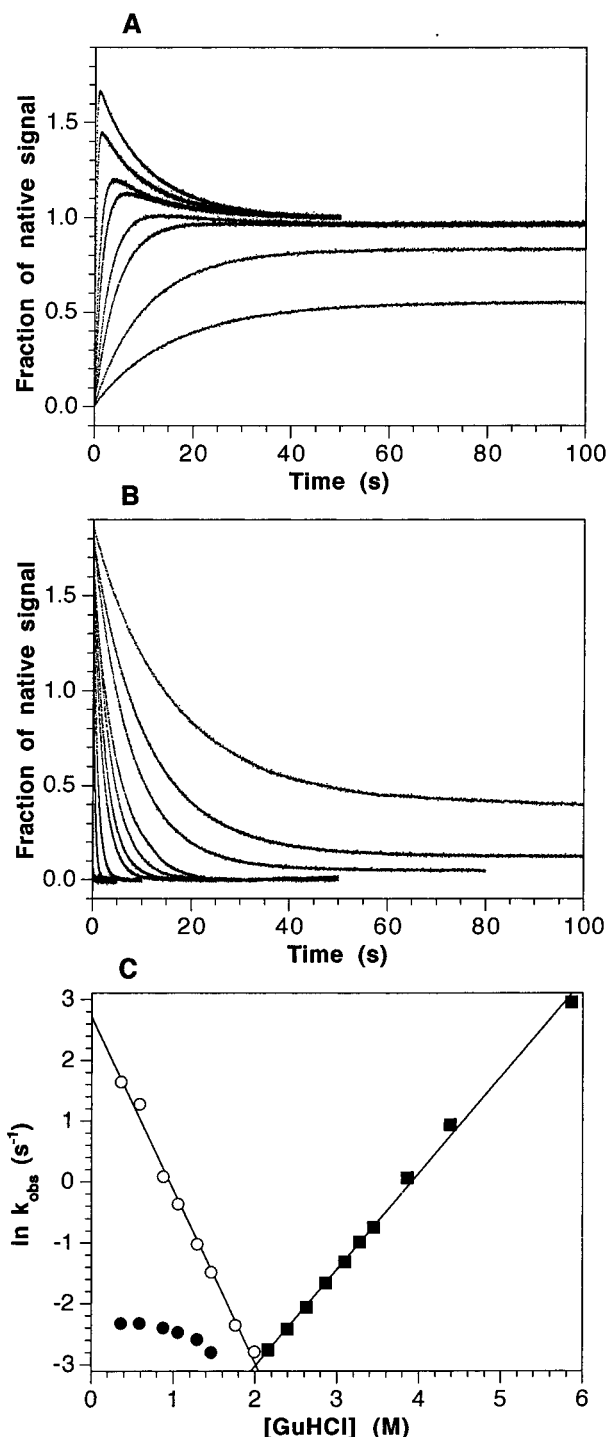 A
Fraction of native signal
1.5
1.0
0.5
0.0
0 20 40 60 80 100
Time (s)
B
Fraction of native signal
1.5
1.0
0.5
0.0
0 20 40 60 80 100
Time (s)
C
ln k_obs (s⁻¹)
3
2
1
0
-1
-2
-3
0 1 2 3 4 5 6
[GuHCl] (M)